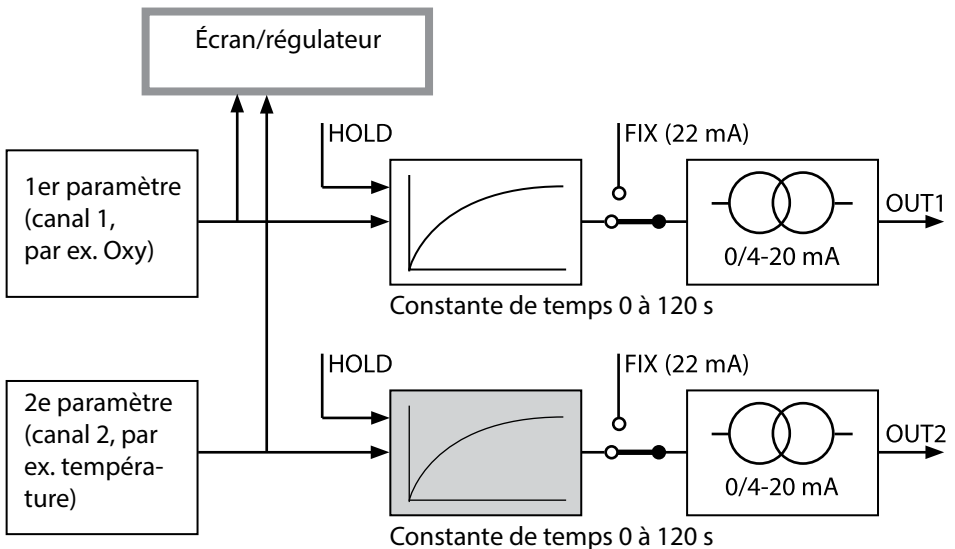 Écran/régulateur
HOLD
FIX (22 mA)
1er paramètre
(canal 1,
par ex. Oxy)
OUT1
0/4-20 mA
Constante de temps 0 à 120 s
HOLD
FIX (22 mA)
2e paramètre
(canal 2, par
ex. tempéra-
ture)
OUT2
0/4-20 mA
Constante de temps 0 à 120 s